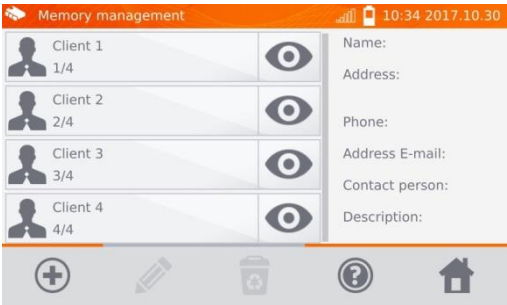 Memory management
10:34 2017.10.30
Client 1
1/4
Client 2
2/4
Client 3
3/4
Client 4
4/4
Name:
Address:
Phone:
Address E-mail:
Contact person:
Description: